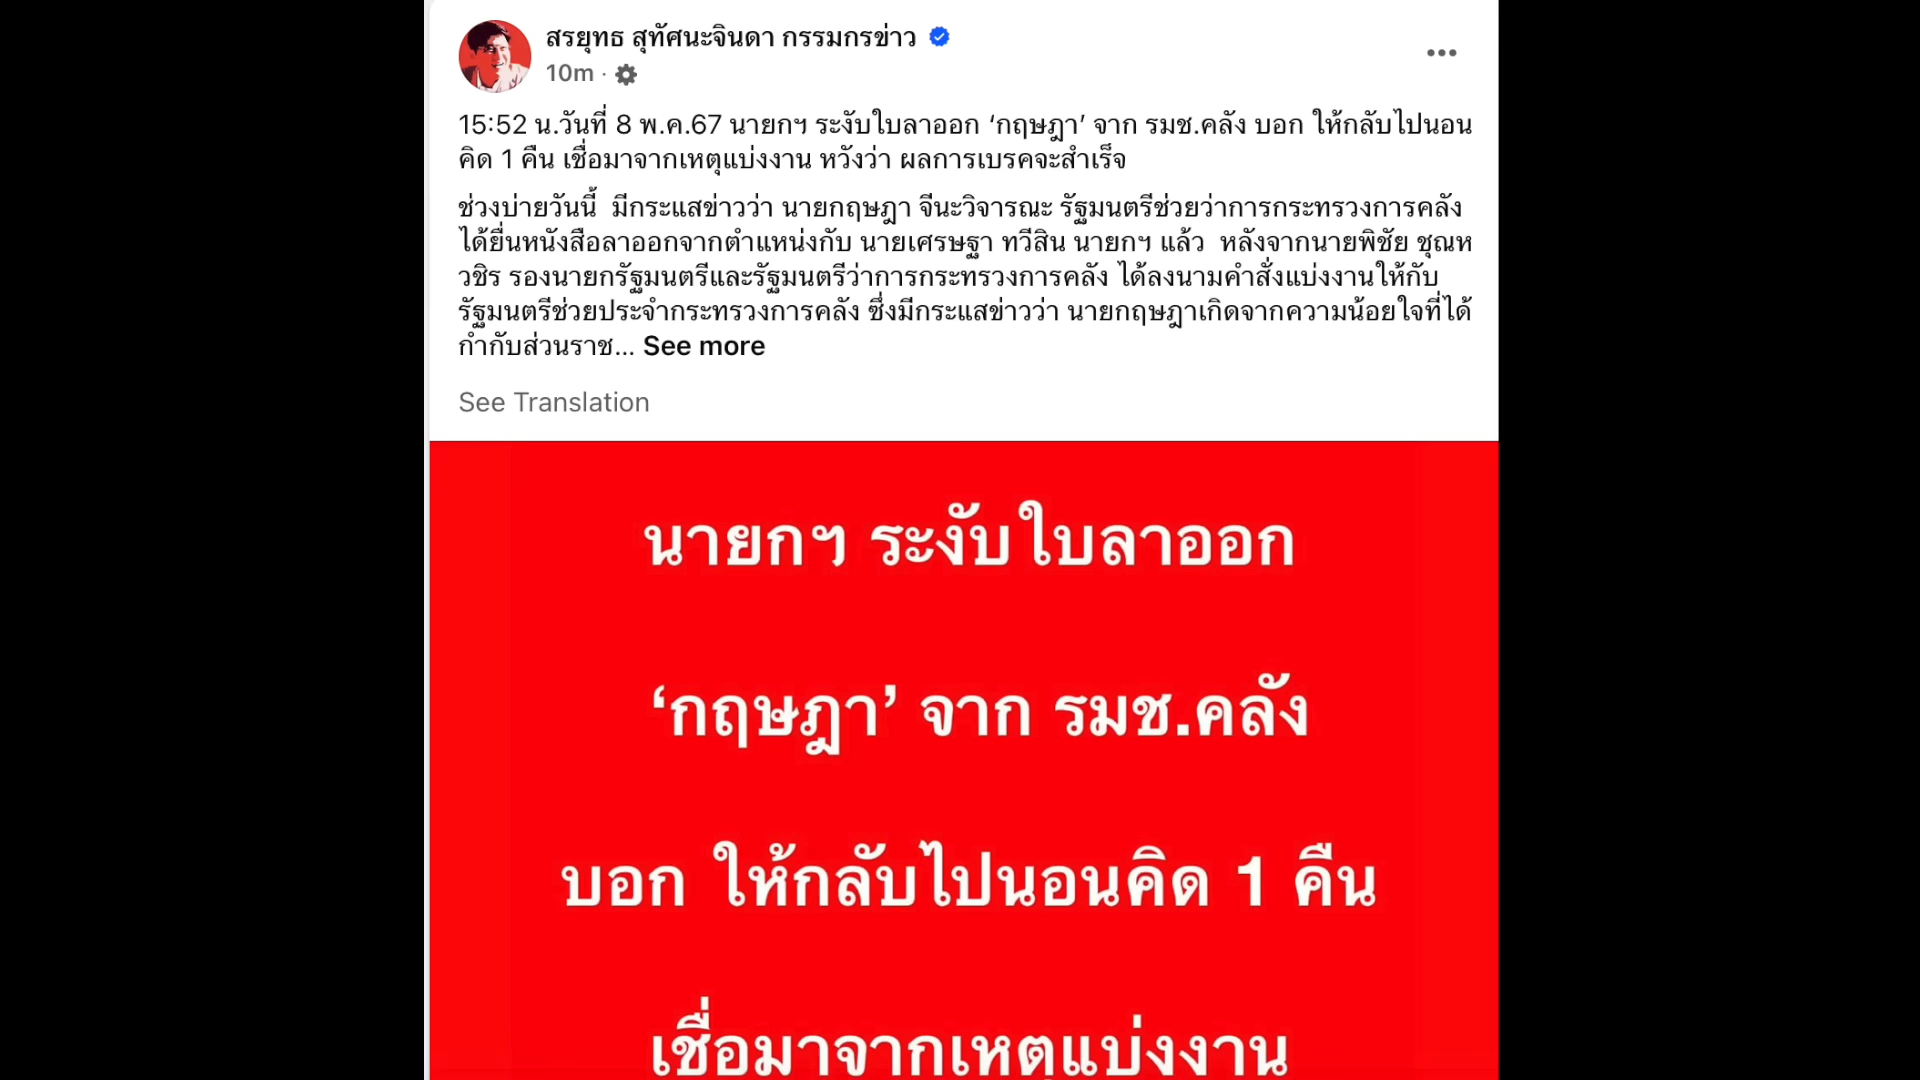 สรยุทธ สุทัศนะจินดา กรรมกรข่าว
10m ·
15:52 น.วันที่ 8 พ.ค.67 นายกฯ ระงับใบลาออก ‘กฤษฎา’ จาก รมช.คลัง บอก ให้กลับไปนอน
คิด 1 คืน เชื่อมาจากเหตุแบ่งงาน หวังว่า ผลการเบรคจะสำเร็จ
ช่วงบ่ายวันนี้ มีกระแสข่าวว่า นายกฤษฎา จีนะวิจารณะ รัฐมนตรีช่วยว่าการกระทรวงการคลัง
ได้ยื่นหนังสือลาออกจากตำแหน่งกับ นายเศรษฐา ทวีสิน นายกฯ แล้ว หลังจากนายพิชัย ชุณห
วชิร รองนายกรัฐมนตรีและรัฐมนตรีว่าการกระทรวงการคลัง ได้ลงนามคำสั่งแบ่งงานให้กับ
รัฐมนตรีช่วยประจำกระทรวงการคลัง ซึ่งมีกระแสข่าวว่า นายกฤษฎาเกิดจากความน้อยใจที่ได้
กำกับส่วนราช... See more
See Translation
นายกฯ ระงับใบลาออก
‘กฤษฎา’ จาก รมช.คลัง
บอก ให้กลับไปนอนคิด 1 คืน
เชื่อมาจากเหตุแบ่งงาน